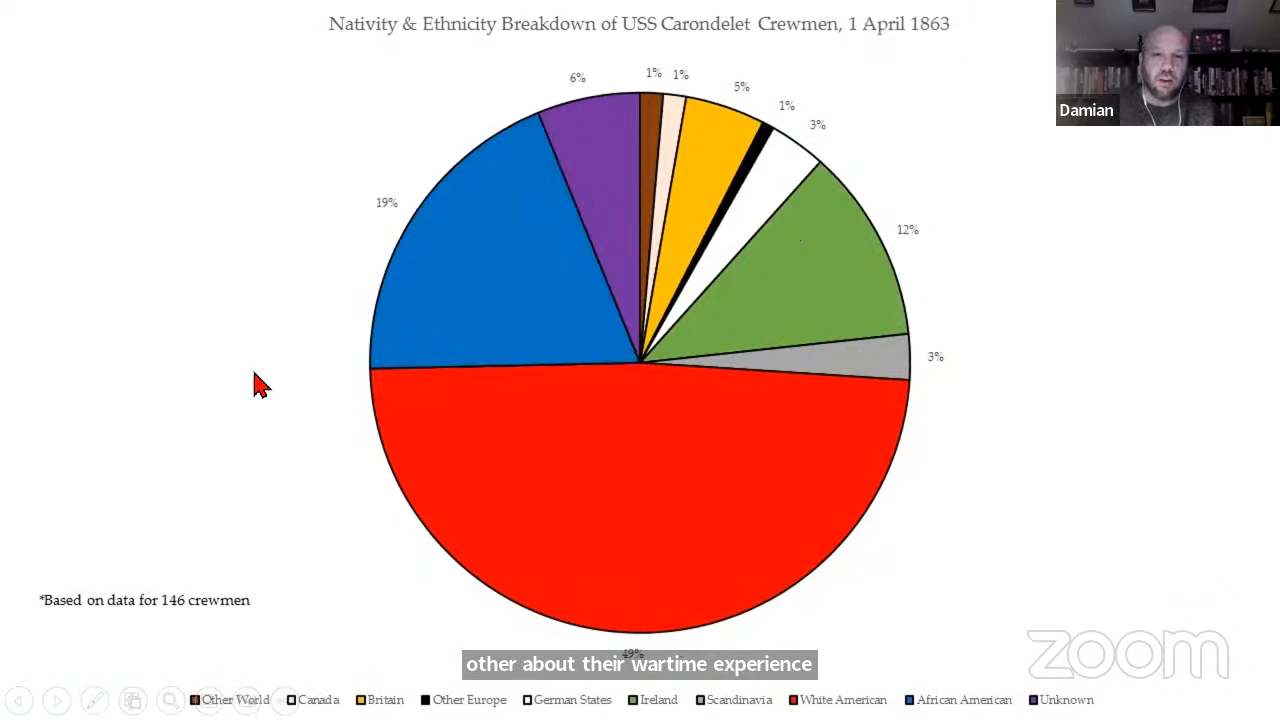 Nativity & Ethnicity Breakdown of USS Carondelet Crewmen, 1 April 1863
Damian
6%
1%
1%
5%
1%
3%
19%
12%
3%
*Based on data for 146 crewmen
49%
other about their wartime experience
zoom
Other World Canada Britain Other Europe German States Ireland Scandinavia White American African American Unknown